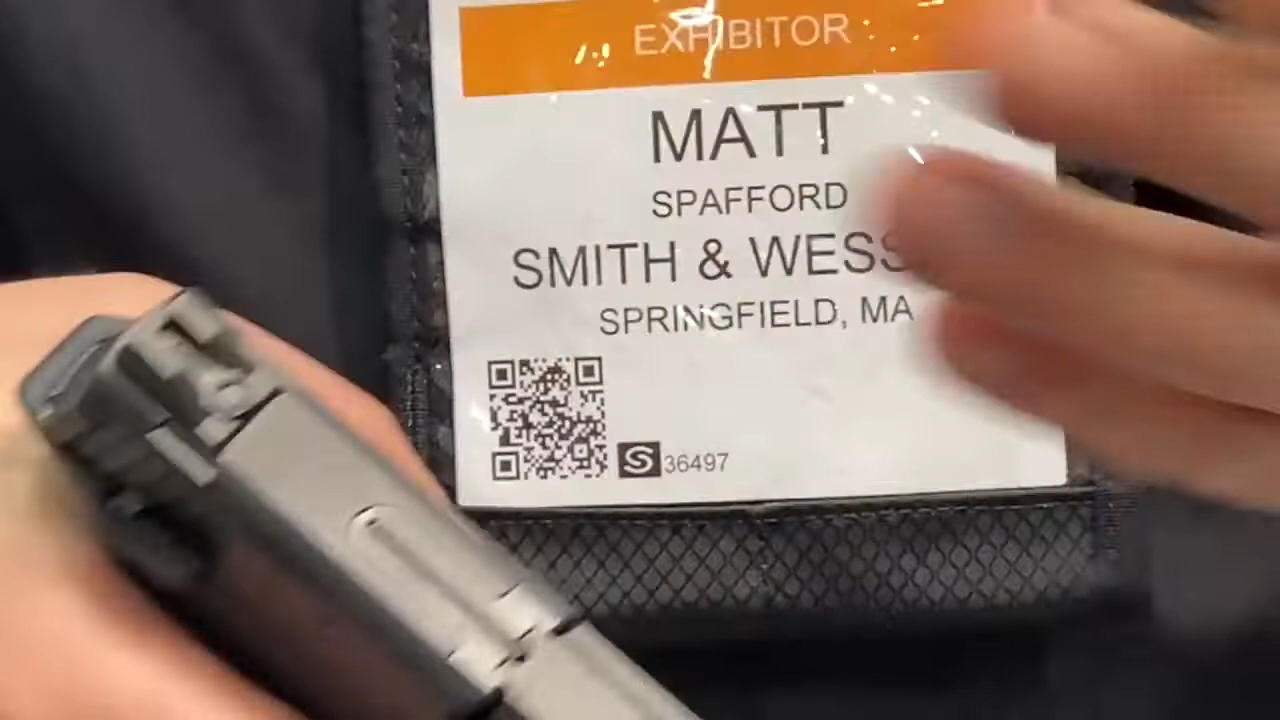 EXHIBITOR
MATT
SPAFFORD
SMITH & WESS
SPRINGFIELD, MA
S 36497